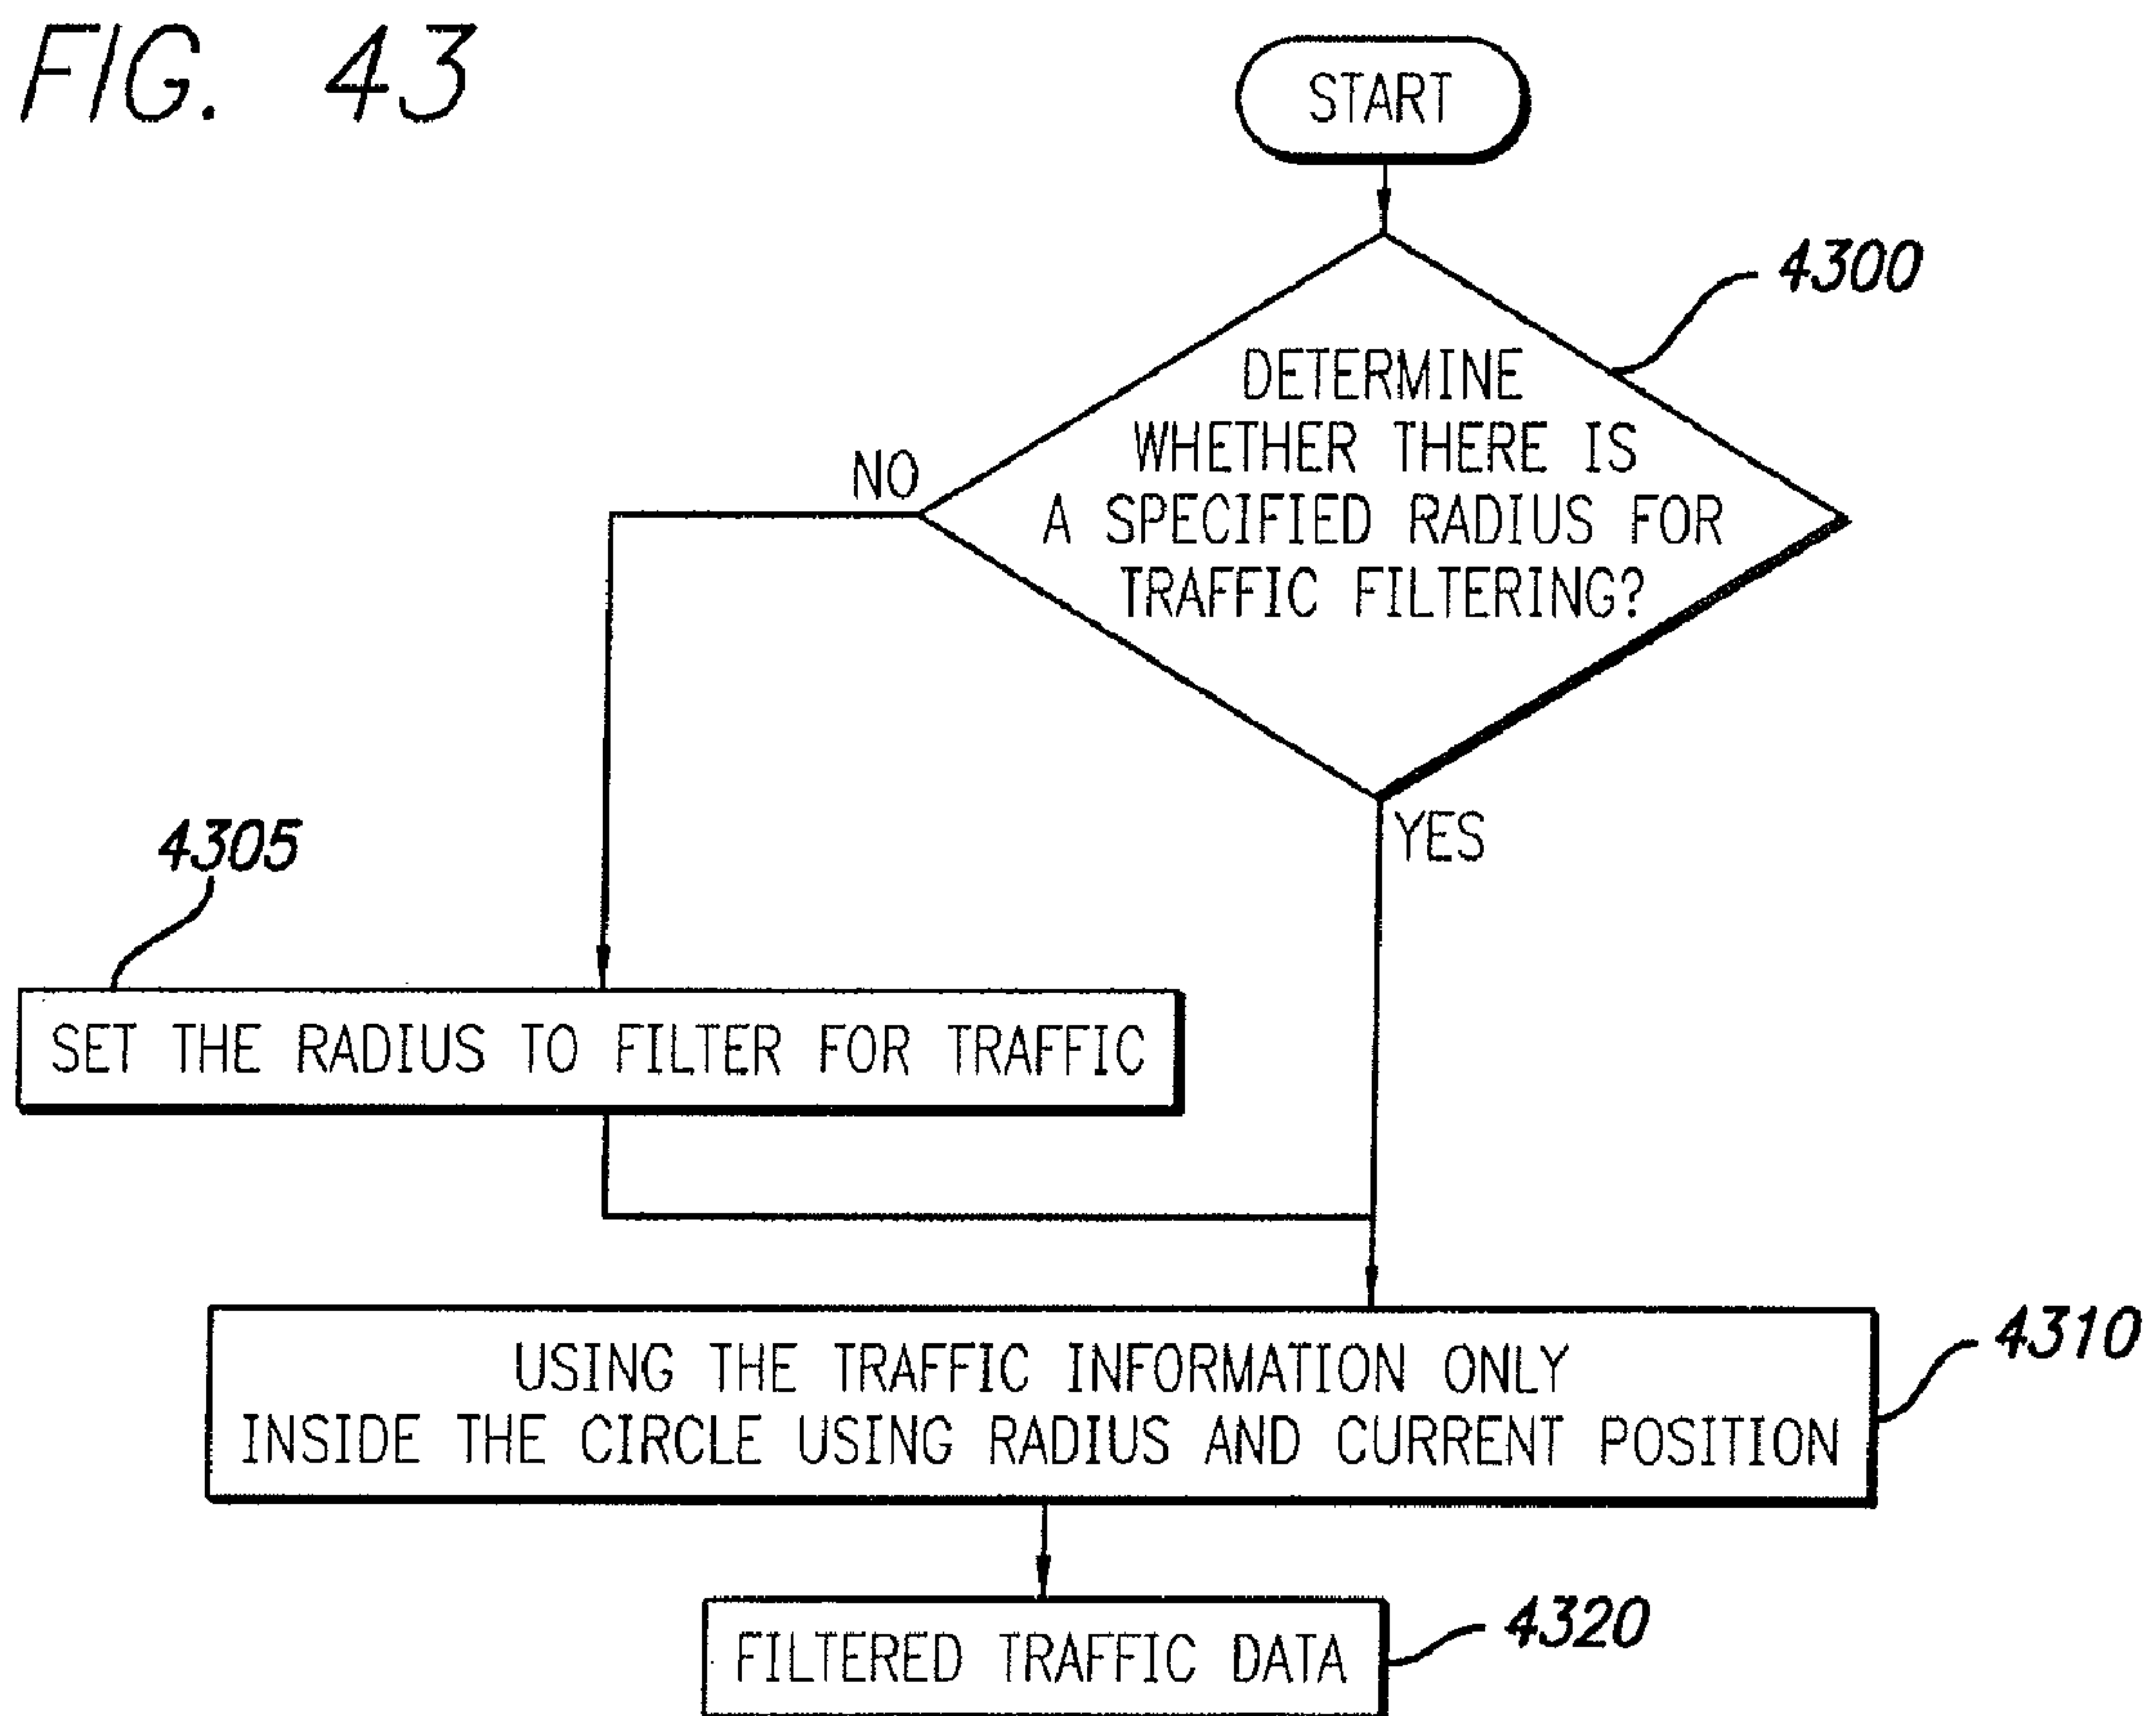 FIG. 43
START
4300
DETERMINE
WHETHER THERE IS
A SPECIFIED RADIUS FOR
TRAFFIC FILTERING?
NO
YES
4305
SET THE RADIUS TO FILTER FOR TRAFFIC
4310
USING THE TRAFFIC INFORMATION ONLY
INSIDE THE CIRCLE USING RADIUS AND CURRENT POSITION
4320
FILTERED TRAFFIC DATA